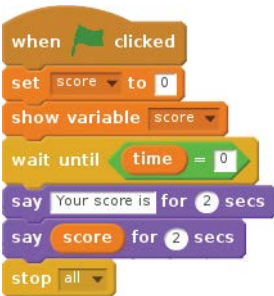 when clicked
set score to 0
show variable score
wait until time = 0
say Your score is for 2 secs
say score for 2 secs
stop all